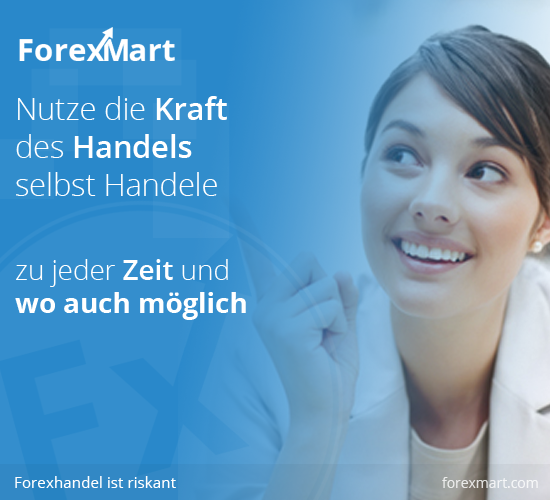 ForexMart
Nutze die Kraft
des Handels
selbst Handele
zu jeder Zeit und
wo auch möglich
Fx
Forexhandel ist riskant
forexmart.com